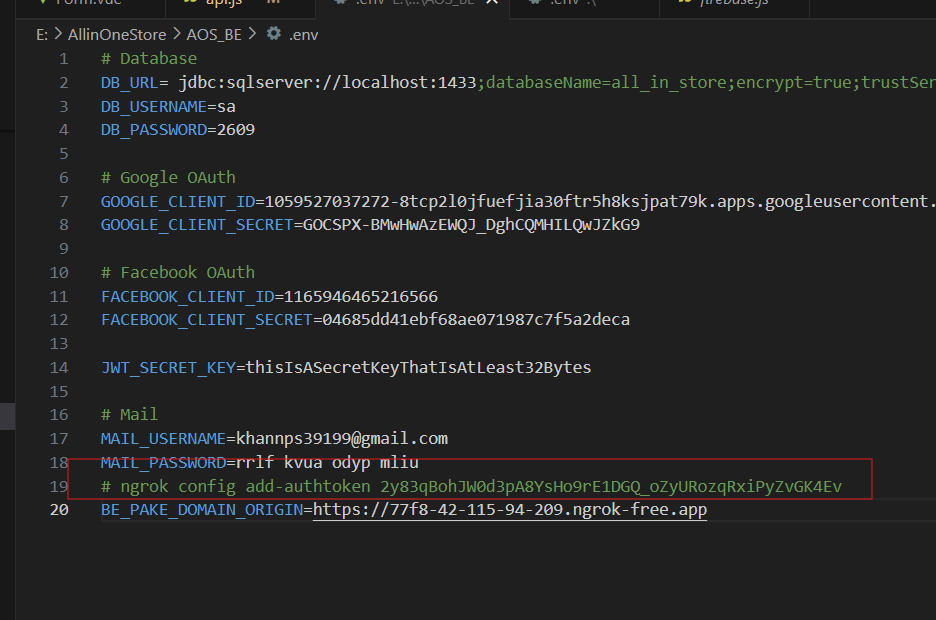 Form.vue api.js M .env E:\...\AOS_BE .env .\ firebase.js
E: > AllinOneStore > AOS_BE > .env
1 # Database
2 DB_URL= jdbc:sqlserver://localhost:1433;databaseName=all_in_store;encrypt=true;trustSer
3 DB_USERNAME=sa
4 DB_PASSWORD=2609
5
6 # Google OAuth
7 GOOGLE_CLIENT_ID=1059527037272-8tcp2l0jfuefjia30ftr5h8ksjpat79k.apps.googleusercontent.
8 GOOGLE_CLIENT_SECRET=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
9
10 # Facebook OAuth
11 FACEBOOK_CLIENT_ID=1165946465216566
12 FACEBOOK_CLIENT_SECRET=04685dd41ebf68ae071987c7f5a2deca
13
14 JWT_SECRET_KEY=thisIsASecretKeyThatIsAtLeast32Bytes
15
16 # Mail
17 MAIL_USERNAME=khannps39199@gmail.com
18 MAIL_PASSWORD=rrlf kvua odyp mliu
19 # ngrok config add-authtoken 2y83qBohJW0d3pA8YsHo9rE1DGQ_oZyURozqRxiPyZvGK4Ev
20 BE_PAKE_DOMAIN_ORIGIN=https://77f8-42-115-94-209.ngrok-free.app